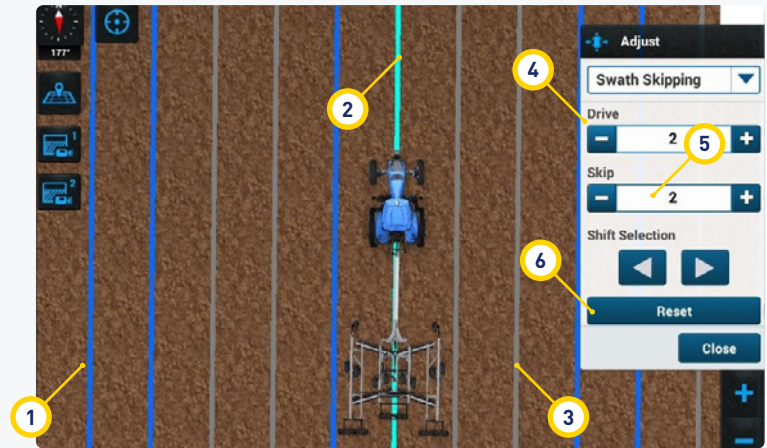 177°
1
2
Adjust
Swath Skipping
Drive
− 2 +
Skip
− 2 +
Shift Selection
Reset
Close
+
−
1
2
3
4
5
6